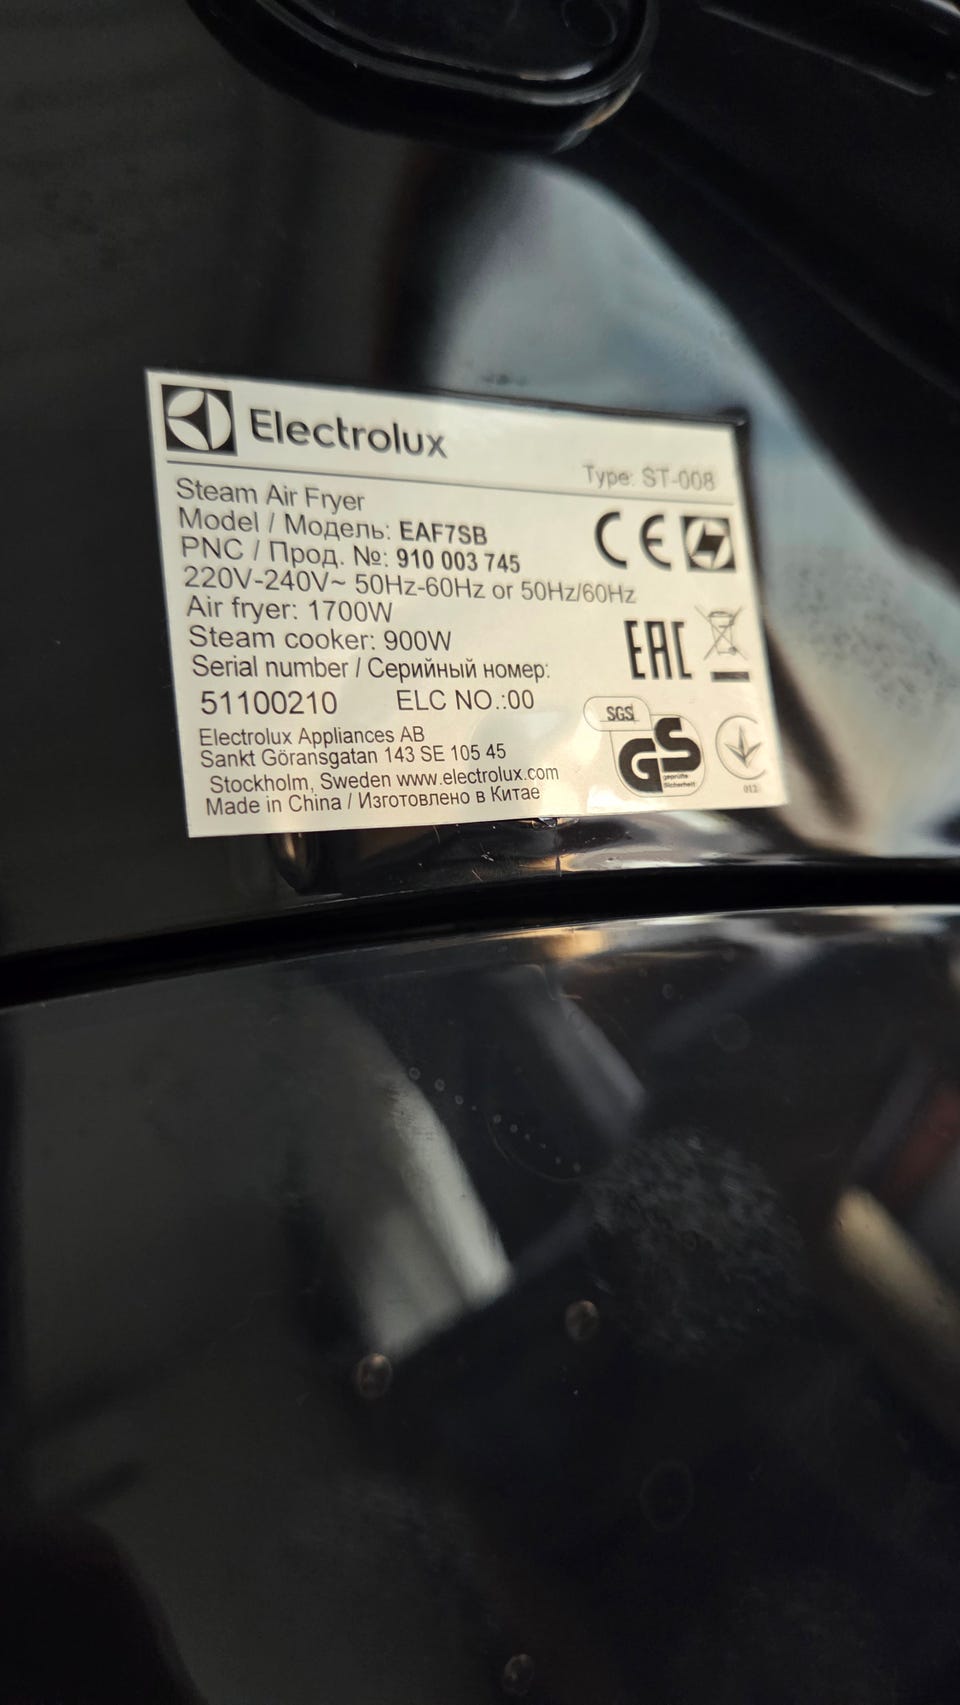 Electrolux
Type: ST-008
Steam Air Fryer
Model / Модель: EAF7SB
PNC / Прод. №: 910 003 745
220V-240V~ 50Hz-60Hz or 50Hz/60Hz
Air fryer: 1700W
Steam cooker: 900W
Serial number / Серийный номер:
51100210 ELC NO.:00
Electrolux Appliances AB
Sankt Göransgatan 143 SE 105 45
Stockholm, Sweden www.electrolux.com
Made in China / Изготовлено в Китае
CE
EAC
SGS
GS
geprüfte
Sicherheit
012